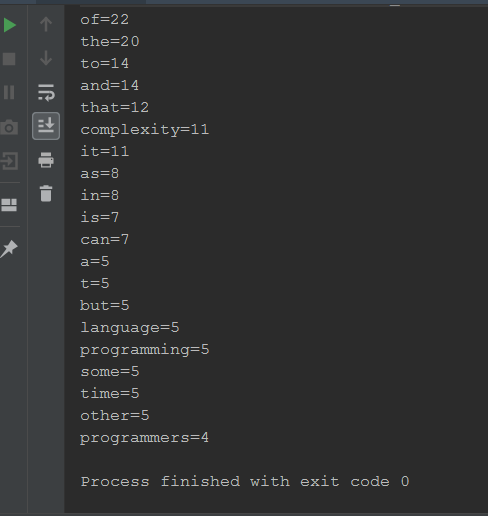 of=22
the=20
to=14
and=14
that=12
complexity=11
it=11
as=8
in=8
is=7
can=7
a=5
t=5
but=5
language=5
programming=5
some=5
time=5
other=5
programmers=4
Process finished with exit code 0